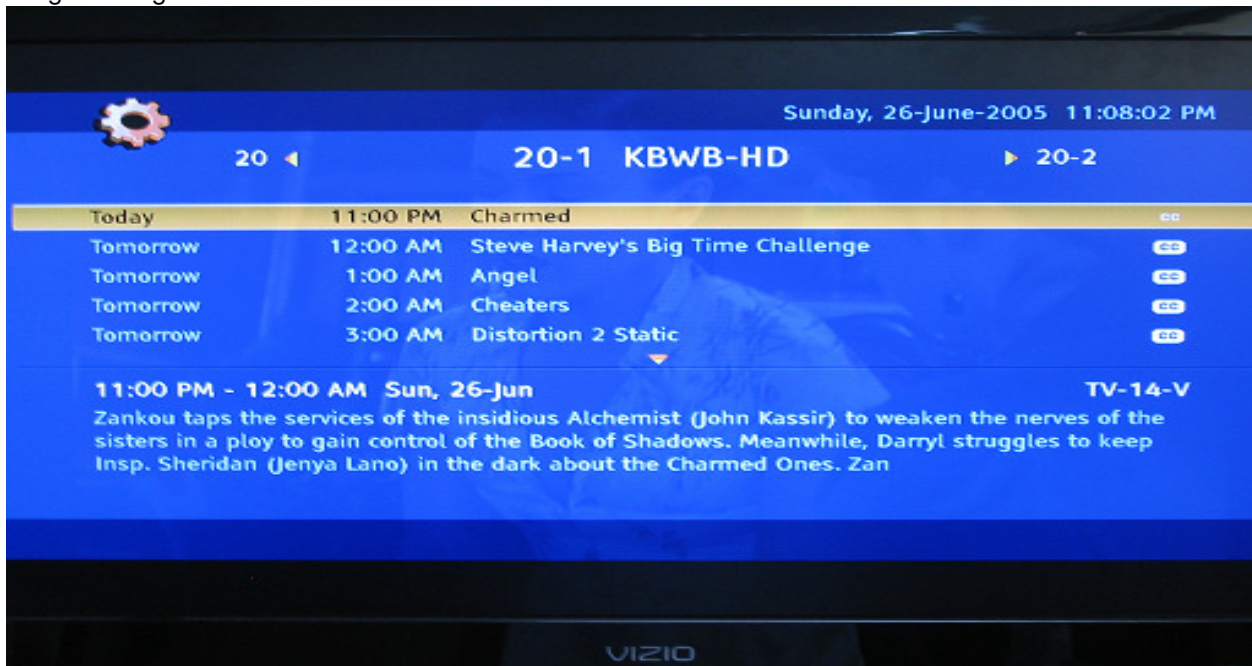 Sunday, 26-June-2005 11:08:02 PM
20 20-1 KBWB-HD 20-2
Today 11:00 PM Charmed CC
Tomorrow 12:00 AM Steve Harvey's Big Time Challenge CC
Tomorrow 1:00 AM Angel CC
Tomorrow 2:00 AM Cheaters CC
Tomorrow 3:00 AM Distortion 2 Static CC
11:00 PM - 12:00 AM Sun, 26-Jun TV-14-V
Zankou taps the services of the insidious Alchemist (John Kassir) to weaken the nerves of the
sisters in a ploy to gain control of the Book of Shadows. Meanwhile, Darryl struggles to keep
Insp. Sheridan (Jenya Lano) in the dark about the Charmed Ones. Zan
VIZIO